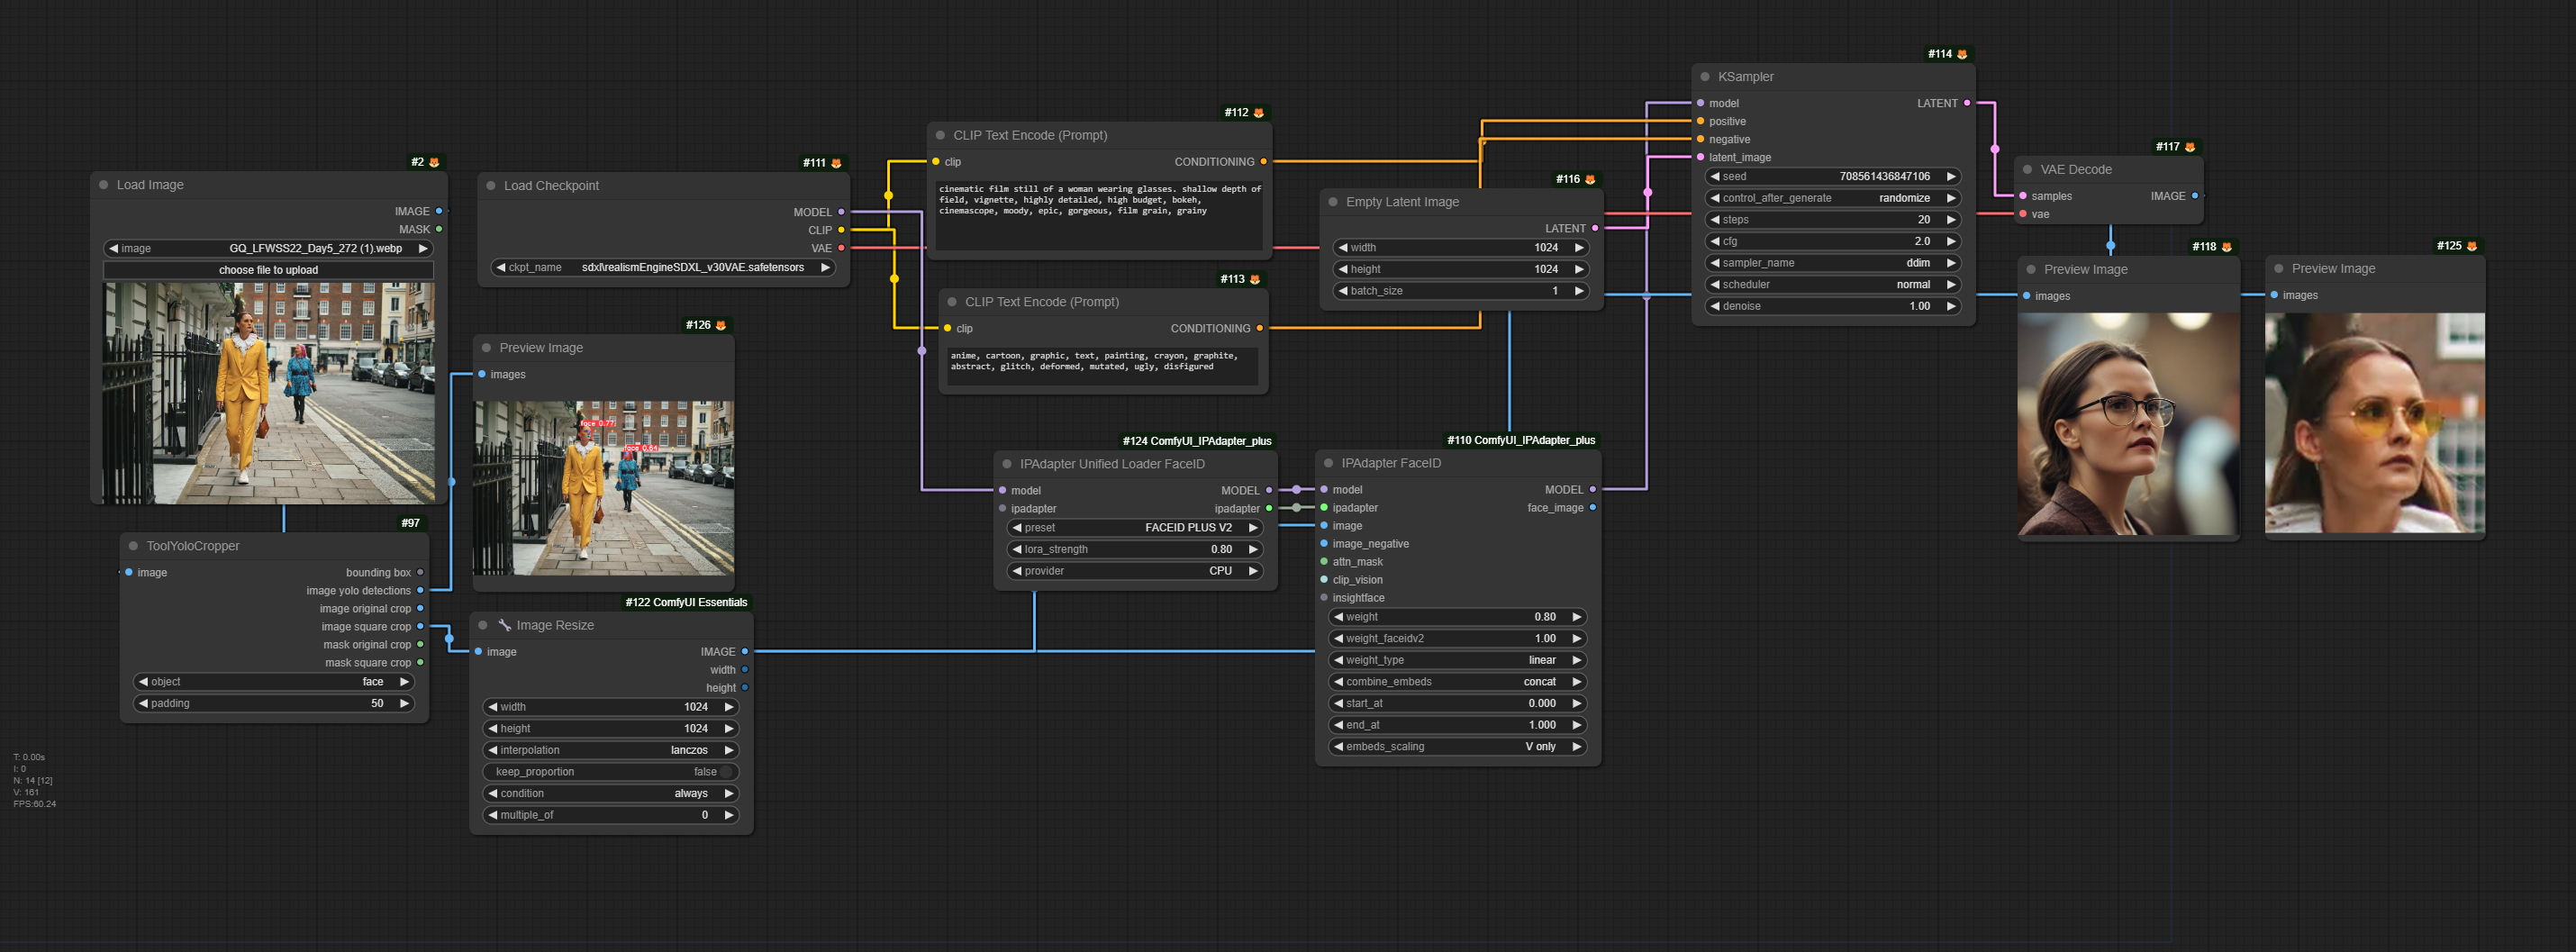 #2
Load Image
IMAGE
MASK
image GQ_LFWSS22_Day5_272 (1).webp
choose file to upload
#97
ToolYoloCropper
image bounding box
image yolo detections
image original crop
image square crop
mask original crop
mask square crop
object face
padding 50
T: 0.00s
I: 0
N: 14 [12]
V: 161
FPS:60.24
#111
Load Checkpoint
MODEL
CLIP
VAE
ckpt_name sdxl\realismEngineSDXL_v30VAE.safetensors
#126
Preview Image
images
face 0.77
face 0.64
#122 ComfyUI Essentials
Image Resize
image IMAGE
width
height
width 1024
height 1024
interpolation lanczos
keep_proportion false
condition always
multiple_of 0
#112
CLIP Text Encode (Prompt)
clip CONDITIONING
cinematic film still of a woman wearing glasses. shallow depth of
field, vignette, highly detailed, high budget, bokeh,
cinemascope, moody, epic, gorgeous, film grain, grainy
#113
CLIP Text Encode (Prompt)
clip CONDITIONING
anime, cartoon, graphic, text, painting, crayon, graphite,
abstract, glitch, deformed, mutated, ugly, disfigured
#124 ComfyUI_IPAdapter_plus
IPAdapter Unified Loader FaceID
model MODEL
ipadapter ipadapter
preset FACEID PLUS V2
lora_strength 0.80
provider CPU
#116
Empty Latent Image
LATENT
width 1024
height 1024
batch_size 1
#110 ComfyUI_IPAdapter_plus
IPAdapter FaceID
model MODEL
ipadapter face_image
image
image_negative
attn_mask
clip_vision
insightface
weight 0.80
weight_faceidv2 1.00
weight_type linear
combine_embeds concat
start_at 0.000
end_at 1.000
embeds_scaling V only
#114
KSampler
model LATENT
positive
negative
latent_image
seed 708561436847106
control_after_generate randomize
steps 20
cfg 2.0
sampler_name ddim
scheduler normal
denoise 1.00
#117
VAE Decode
samples IMAGE
vae
#118
Preview Image
images
#125
Preview Image
images